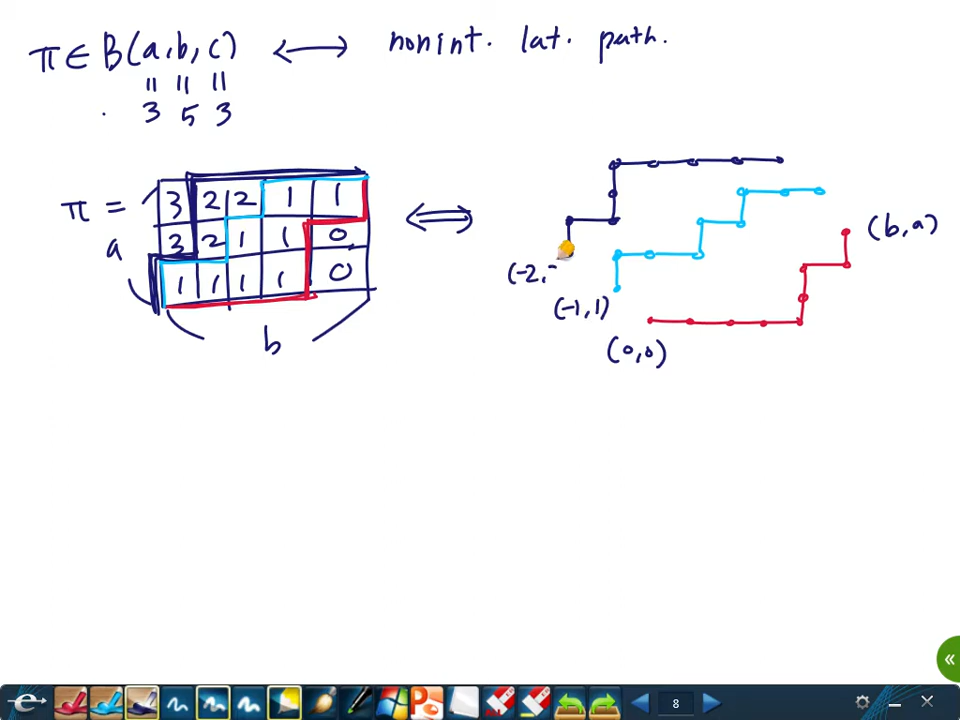 π ∈ B(a,b,c) ⟷ nonint. lat. path.
= = =
3 5 3
π = 3 2 2 1 1
a 3 2 1 1 0
1 1 1 1 0
b
⟺
(b,a)
(-2,
(-1,1)
(0,0)
8